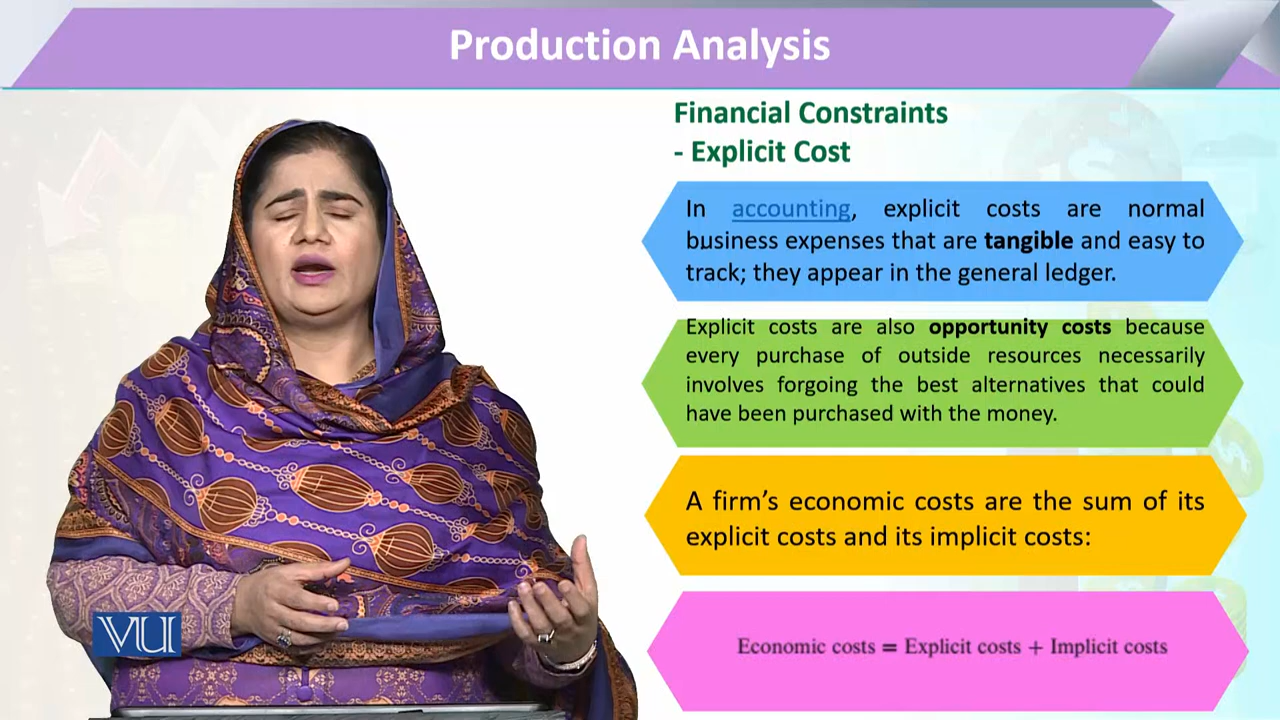 Production Analysis
Financial Constraints
- Explicit Cost
In accounting, explicit costs are normal
business expenses that are tangible and easy to
track; they appear in the general ledger.
Explicit costs are also opportunity costs because
every purchase of outside resources necessarily
involves forgoing the best alternatives that could
have been purchased with the money.
A firm's economic costs are the sum of its
explicit costs and its implicit costs:
Economic costs = Explicit costs + Implicit costs
VU